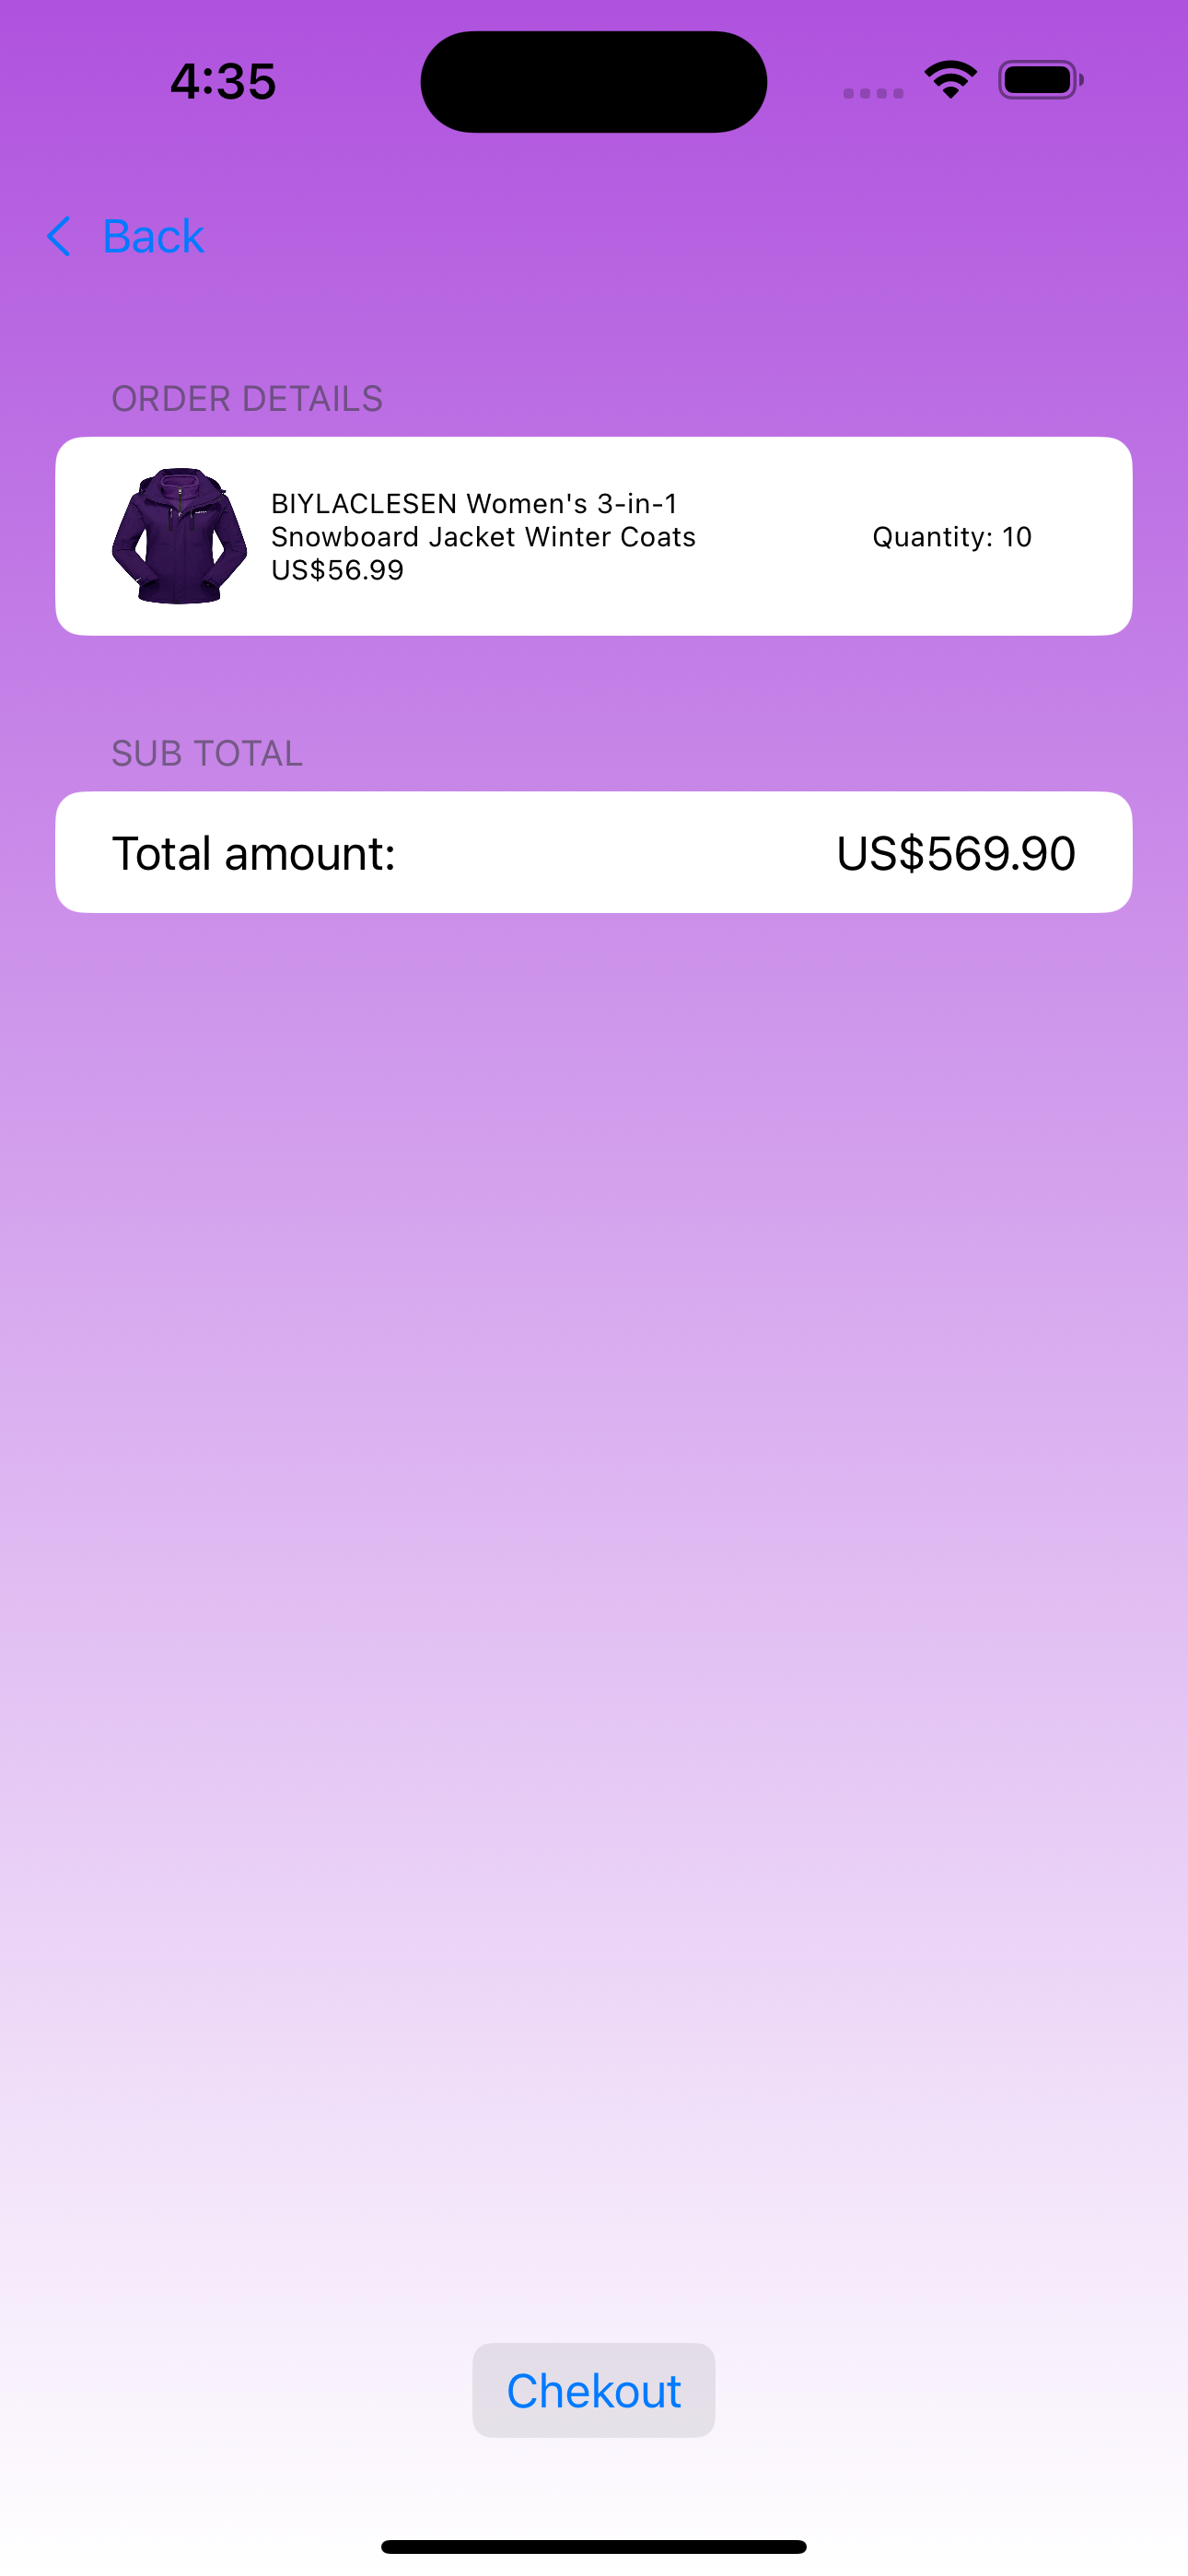 4:35
Back
ORDER DETAILS
BIYLACLESEN Women's 3-in-1
Snowboard Jacket Winter Coats
US$56.99
Quantity: 10
SUB TOTAL
Total amount: US$569.90
Chekout